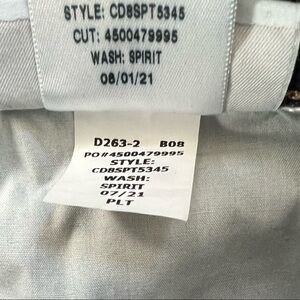 STYLE: CD8SPT5345
CUT: 4500479995
WASH: SPIRIT
06/01/21
D263-2 B08
PO#4500479995
STYLE:
CD8SPT5345
WASH:
SPIRIT
07/21
PLT